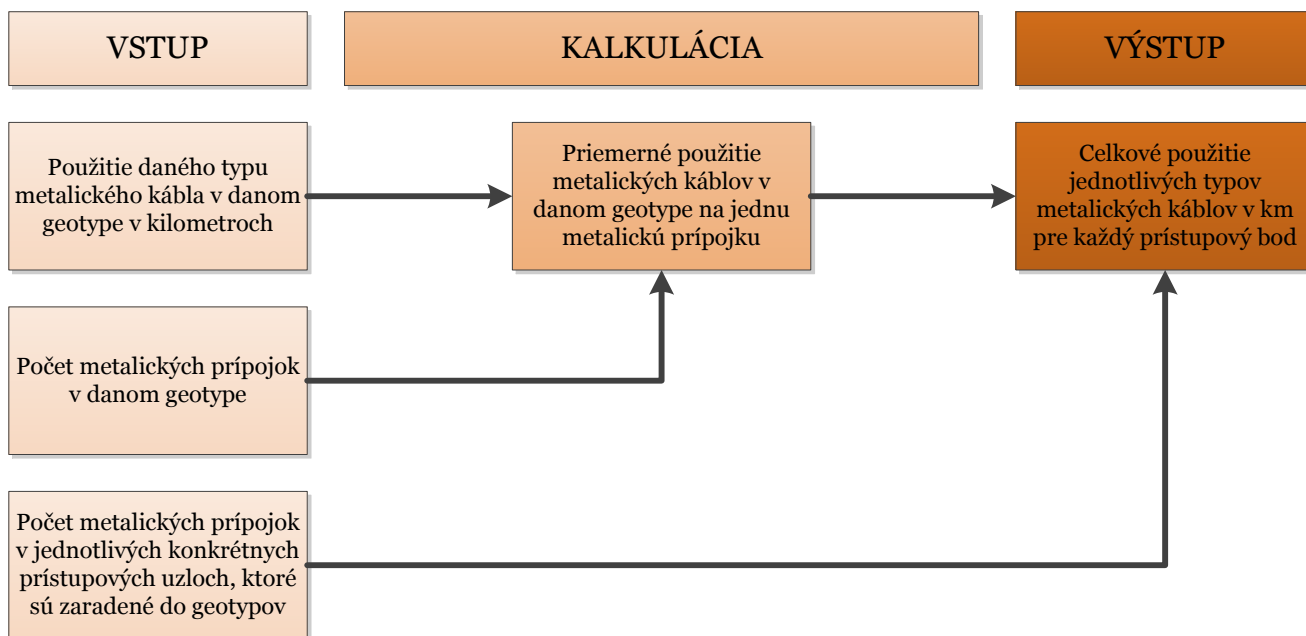 VSTUP
KALKULÁCIA
VÝSTUP
Použitie daného typu
metalického kábla v danom
geotype v kilometroch
Priemerné použitie
metalických káblov v
danom geotype na jednu
metalickú prípojku
Celkové použitie
jednotlivých typov
metalických káblov v km
pre každý prístupový bod
Počet metalických prípojok
v danom geotype
Počet metalických prípojok
v jednotlivých konkrétnych
prístupových uzloch, ktoré
sú zaradené do geotypov